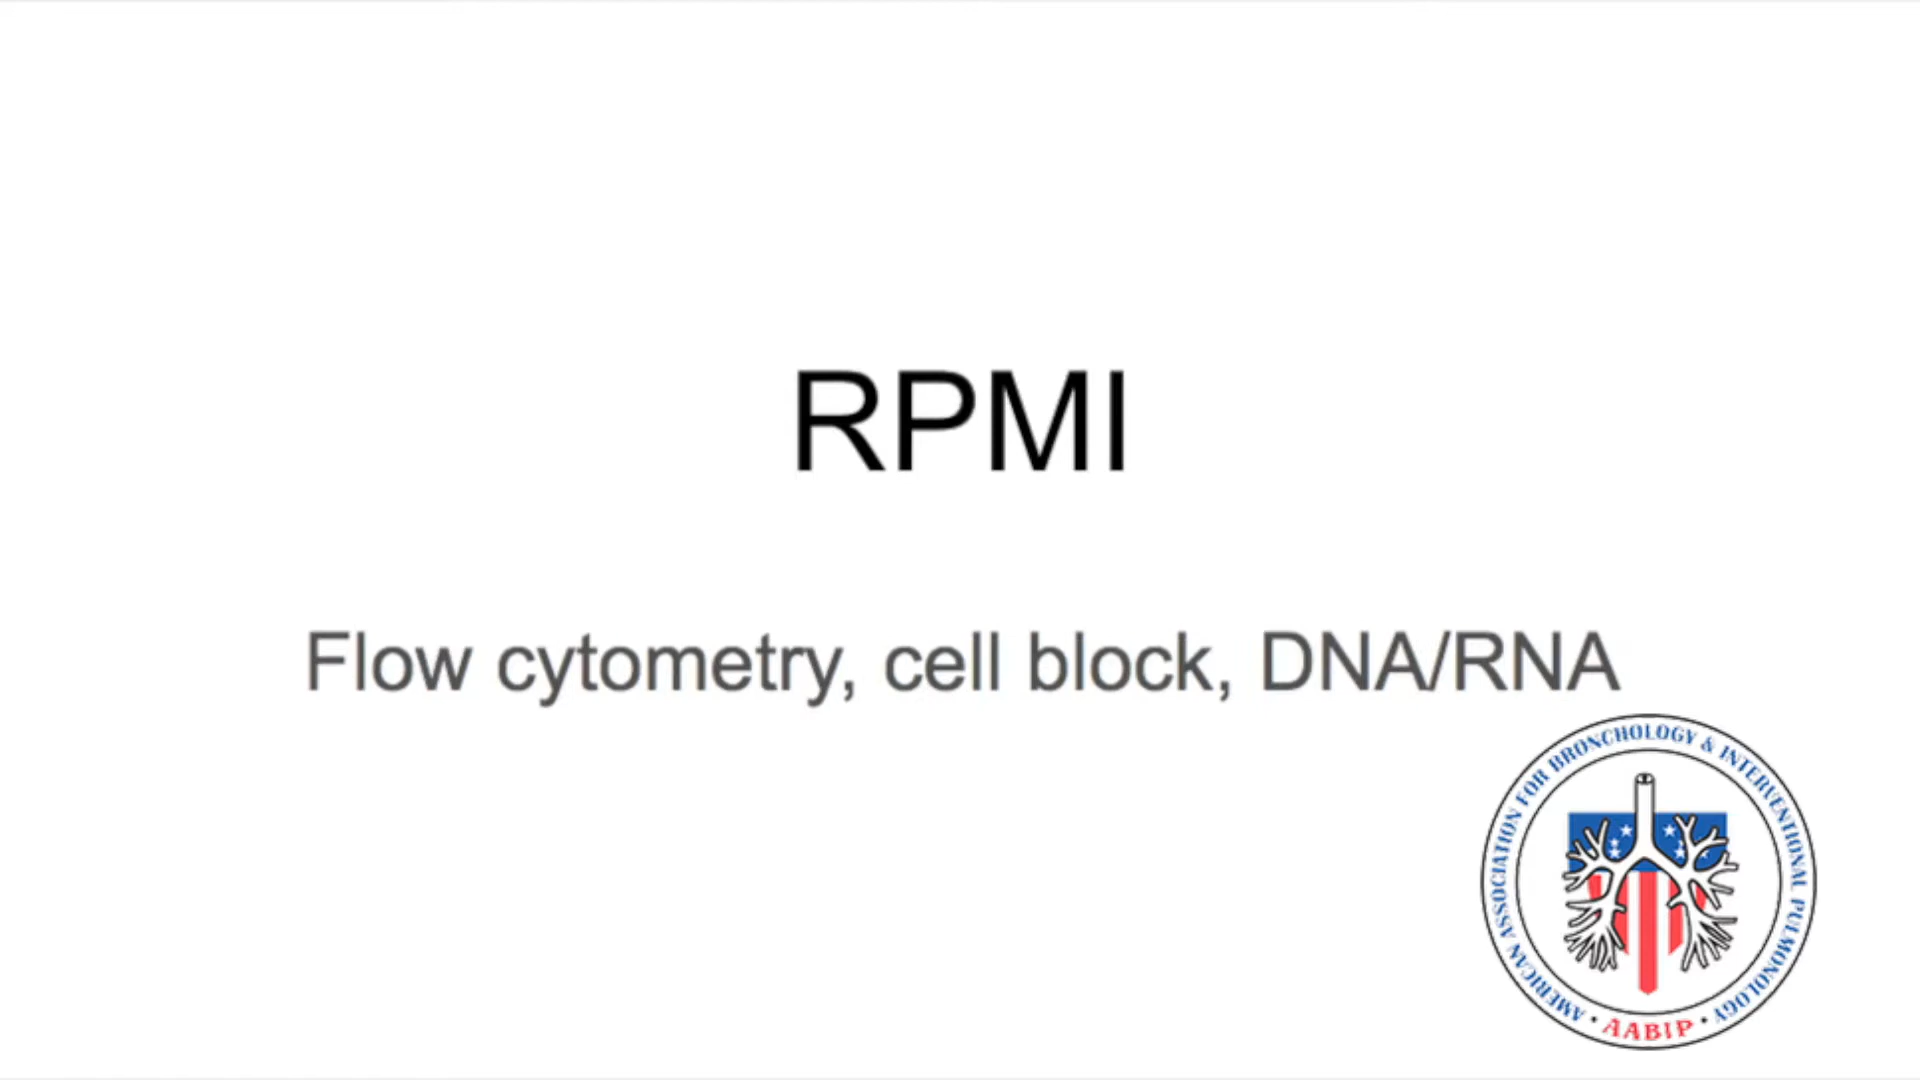 RPMI
Flow cytometry, cell block, DNA/RNA
AMERICAN ASSOCIATION FOR BRONCHOLOGY & INTERVENTIONAL PULMONOLOGY
• AABIP •